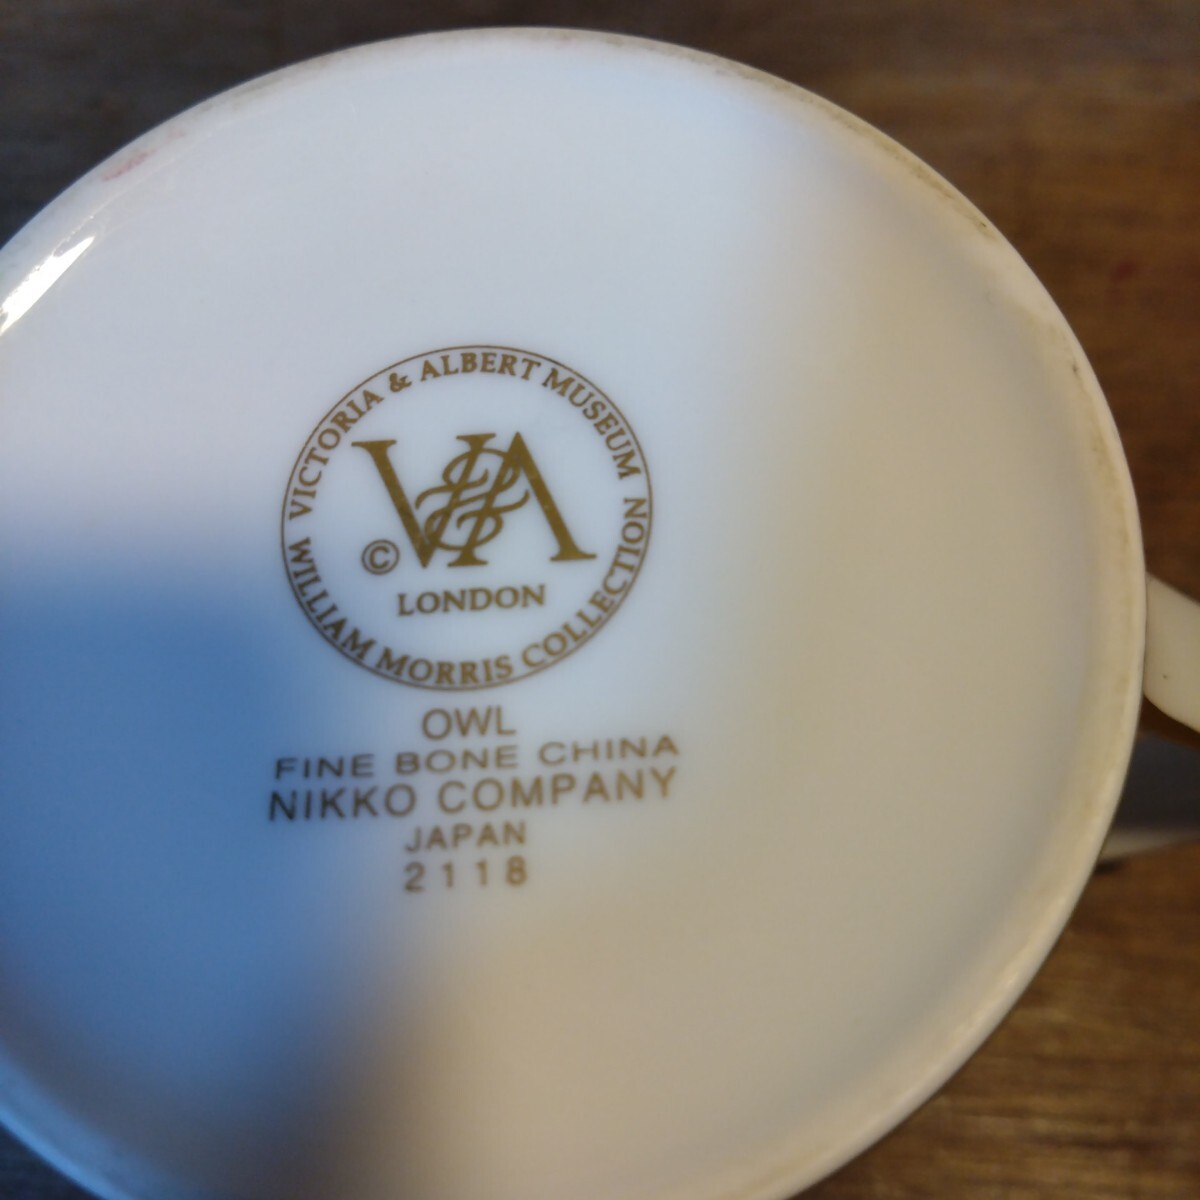 VICTORIA & ALBERT MUSEUM
WILLIAM MORRIS COLLECTION
VA
©
LONDON
OWL
FINE BONE CHINA
NIKKO COMPANY
JAPAN
2118